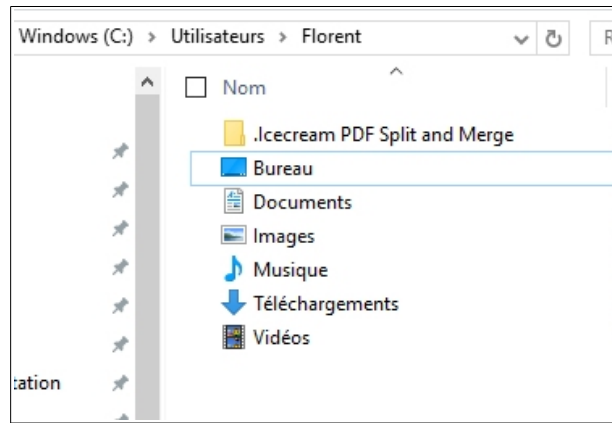 Windows (C:) > Utilisateurs > Florent
Nom
.Icecream PDF Split and Merge
Bureau
Documents
Images
Musique
Téléchargements
Vidéos
tation